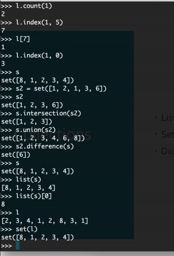 >>> l.count(1)
2
>>> l.index(1, 5)
7
>>> l[7]
1
>>> l.index(1, 0)
3
>>> s
set([8, 1, 2, 3, 4])
>>> s2 = set([1, 2, 1, 3, 6])
>>> s2
set([1, 2, 3, 6])
>>> s.intersection(s2)
set([1, 2, 3])
>>> s.union(s2)
set([1, 2, 3, 4, 6, 8])
>>> s2.difference(s)
set([6])
>>> s
set([8, 1, 2, 3, 4])
>>> list(s)
[8, 1, 2, 3, 4]
>>> list(s)[0]
8
>>> l
[2, 3, 4, 1, 2, 8, 3, 1]
>>> set(l)
set([8, 1, 2, 3, 4])
>>>